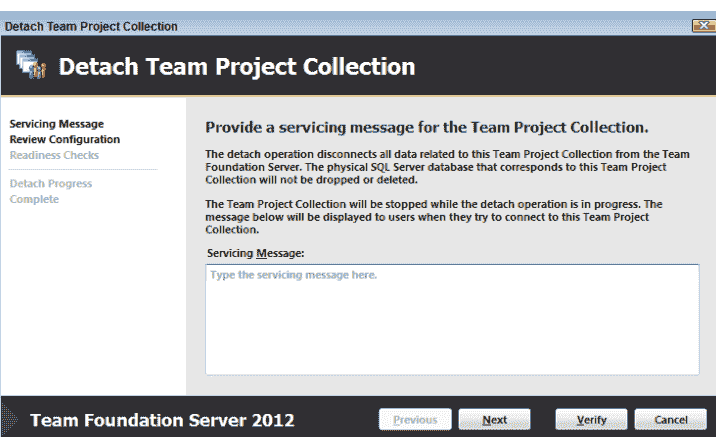 Detach Team Project Collection
Detach Team Project Collection
Servicing Message
Review Configuration
Readiness Checks
Detach Progress
Complete
Provide a servicing message for the Team Project Collection.
The detach operation disconnects all data related to this Team Project Collection from the Team
Foundation Server. The physical SQL Server database that corresponds to this Team Project
Collection will not be dropped or deleted.
The Team Project Collection will be stopped while the detach operation is in progress. The
message below will be displayed to users when they try to connect to this Team Project
Collection.
Servicing Message:
Type the servicing message here.
Team Foundation Server 2012
Previous
Next
Verify
Cancel